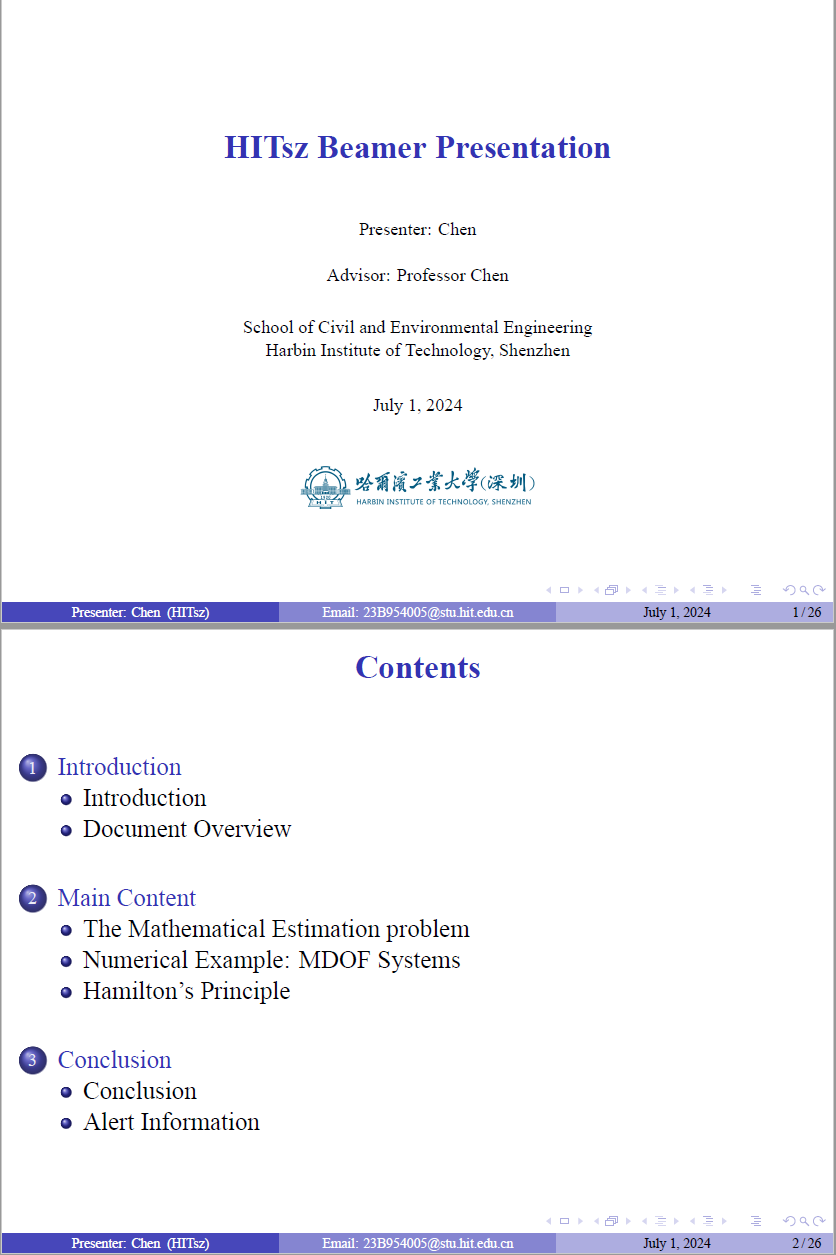 HITsz Beamer Presentation
Presenter: Chen
Advisor: Professor Chen
School of Civil and Environmental Engineering
Harbin Institute of Technology, Shenzhen
July 1, 2024
哈爾濱工業大學(深圳)
HARBIN INSTITUTE OF TECHNOLOGY, SHENZHEN
1920
HIT
Presenter: Chen (HITsz) Email: 23B954005@stu.hit.edu.cn July 1, 2024 1 / 26
Contents
1 Introduction
Introduction
Document Overview
2 Main Content
The Mathematical Estimation problem
Numerical Example: MDOF Systems
Hamilton's Principle
3 Conclusion
Conclusion
Alert Information
Presenter: Chen (HITsz) Email: 23B954005@stu.hit.edu.cn July 1, 2024 2 / 26